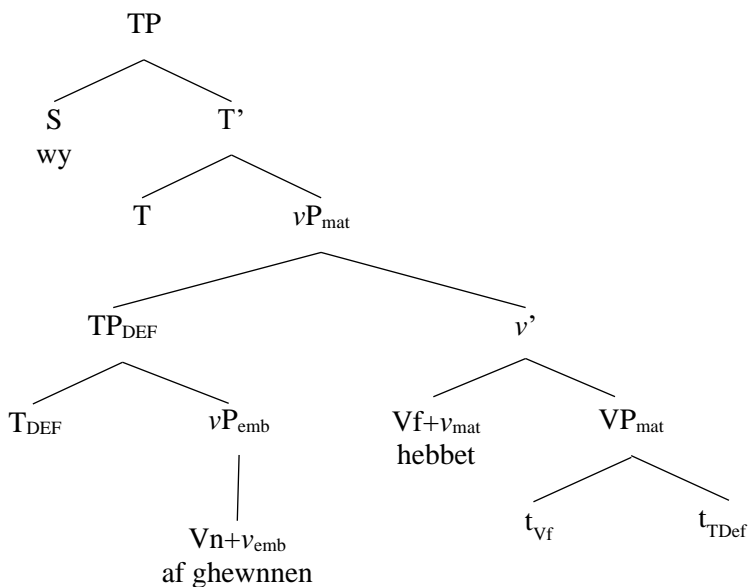 TP
S T’
wy
T vPmat
TPDEF v’
TDEF vPemb Vf+vmat VPmat
hebbet
tVf tTDef
Vn+vemb
af ghewnnen